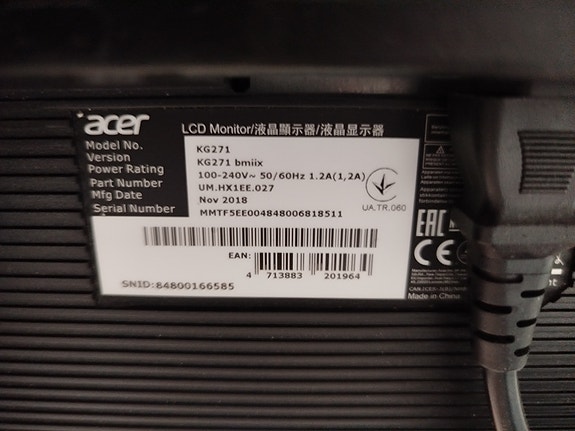 acer
LCD Monitor/液晶顯示器/液晶显示器
Model No. KG271
Version KG271 bmiix
Power Rating 100-240V~ 50/60Hz 1.2A(1,2A)
Part Number UM.HX1EE.027
Mfg Date Nov 2018
Serial Number MMTF5EE004848006818511
UA.TR.060
EAN:
4 713883 201964
SNID:84800166585
EAC
CE
Made in China